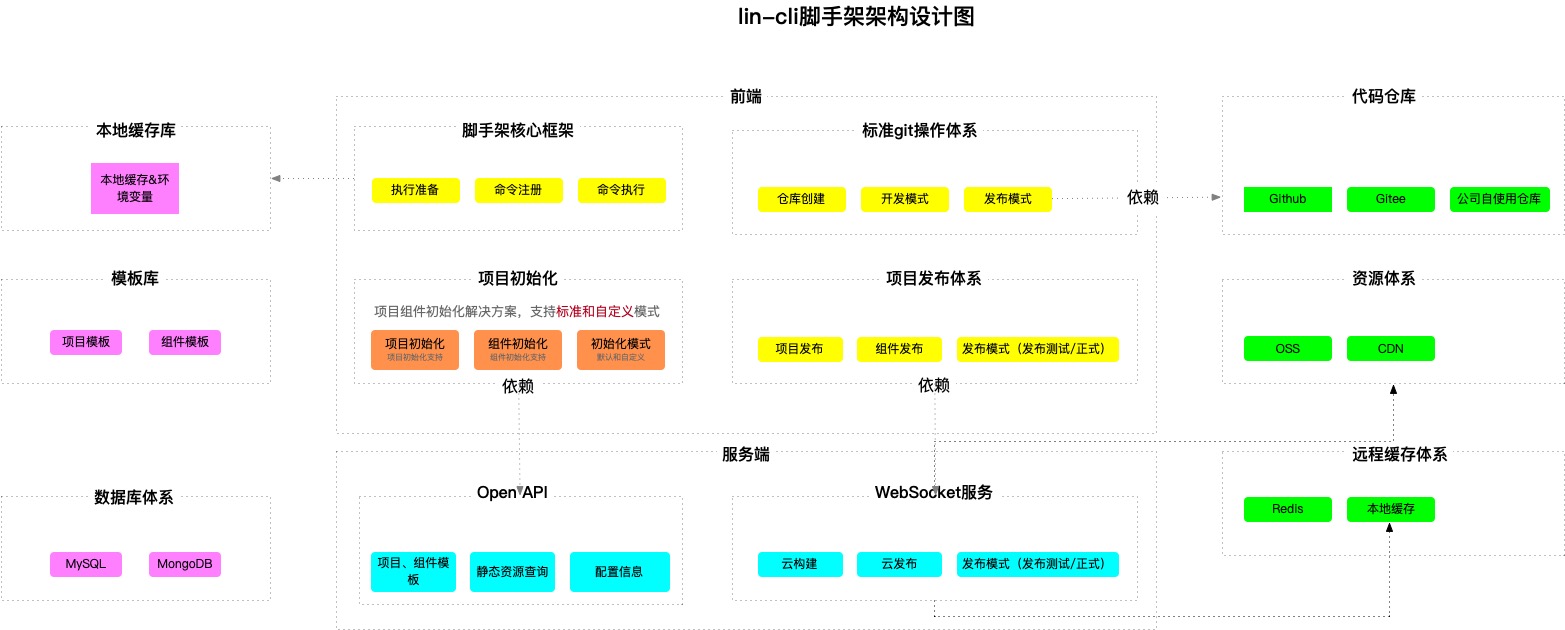 lin-cli脚手架架构设计图
前端
代码仓库
本地缓存库
脚手架核心框架
标准git操作体系
本地缓存&环
境变量
执行准备
命令注册
命令执行
仓库创建
开发模式
发布模式
依赖
Github
Gitee
公司自使用仓库
模板库
项目初始化
项目发布体系
资源体系
项目组件初始化解决方案，支持标准和自定义模式
项目模板
组件模板
项目初始化
项目初始化支持
组件初始化
组件初始化支持
初始化模式
默认和自定义
项目发布
组件发布
发布模式（发布测试/正式）
OSS
CDN
依赖
依赖
服务端
远程缓存体系
数据库体系
Open API
WebSocket服务
Redis
本地缓存
MySQL
MongoDB
项目、组件模
板
静态资源查询
配置信息
云构建
云发布
发布模式（发布测试/正式）